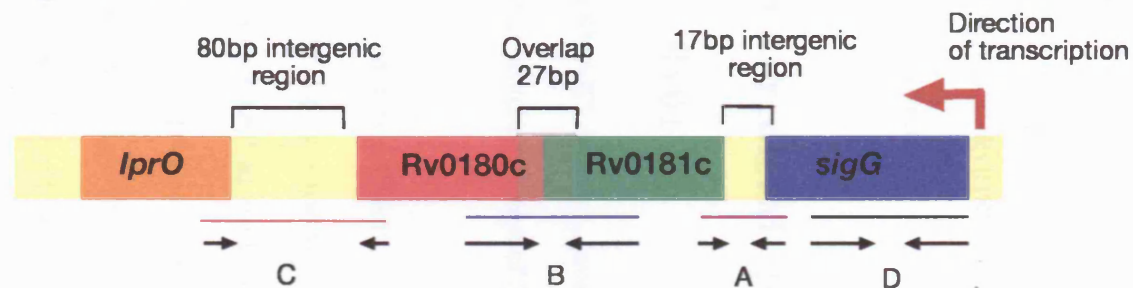 80bp intergenic
region
Overlap
27bp
17bp intergenic
region
Direction
of transcription
lprO
Rv0180c
Rv0181c
sigG
C
B
A
D